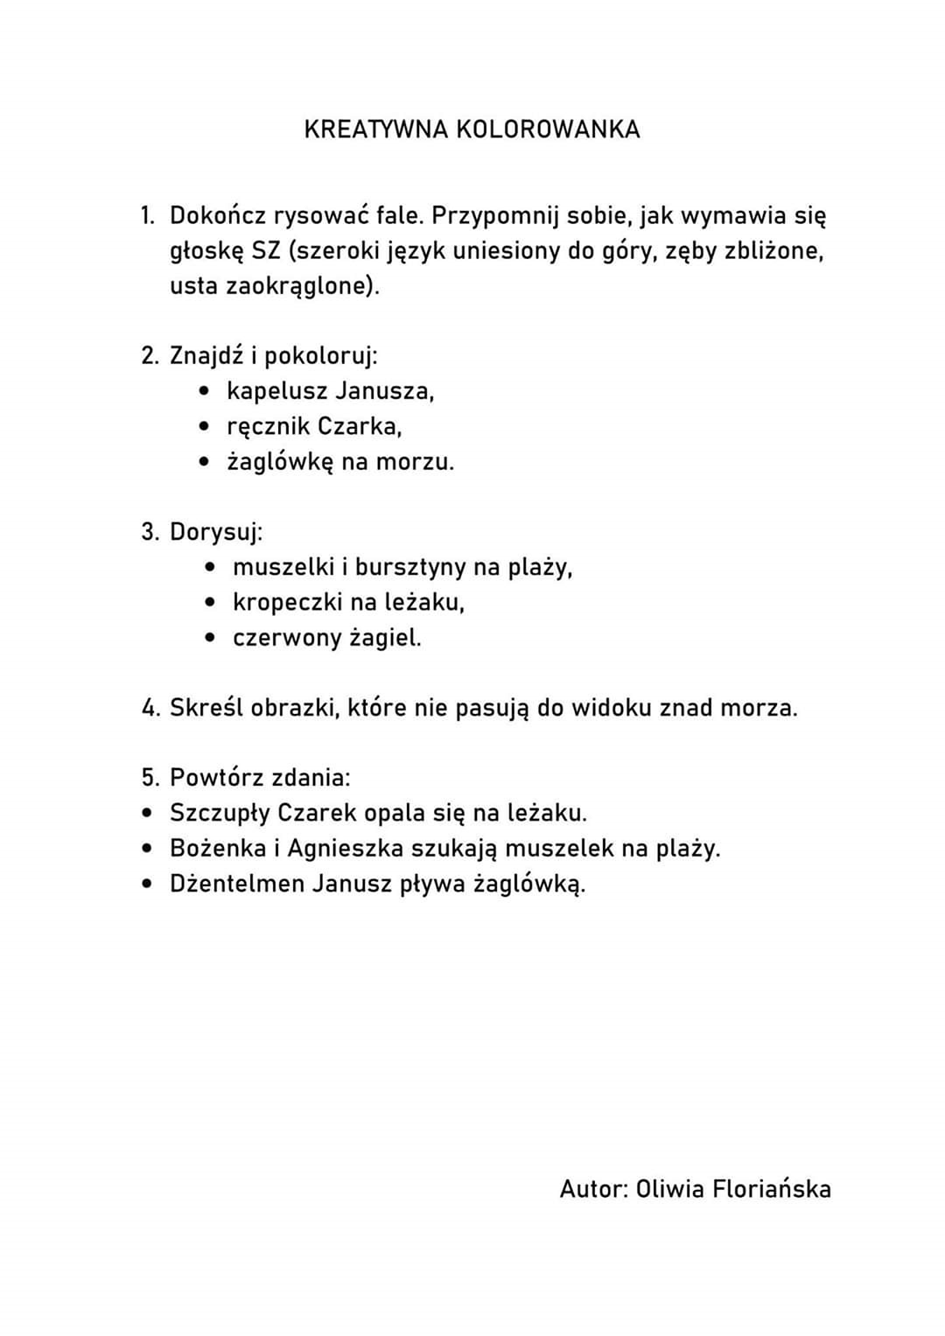 KREATYWNA KOLOROWANKA
1. Dokończ rysować fale. Przypomnij sobie, jak wymawia się
głoskę SZ (szeroki język uniesiony do góry, zęby zbliżone,
usta zaokrąglone).
2. Znajdź i pokoloruj:
• kapelusz Janusza,
• ręcznik Czarka,
• żaglówkę na morzu.
3. Dorysuj:
• muszelki i bursztyny na plaży,
• kropeczki na leżaku,
• czerwony żagiel.
4. Skreśl obrazki, które nie pasują do widoku znad morza.
5. Powtórz zdania:
• Szczupły Czarek opala się na leżaku.
• Bożenka i Agnieszka szukają muszelek na plaży.
• Dżentelmen Janusz pływa żaglówką.
Autor: Oliwia Floriańska